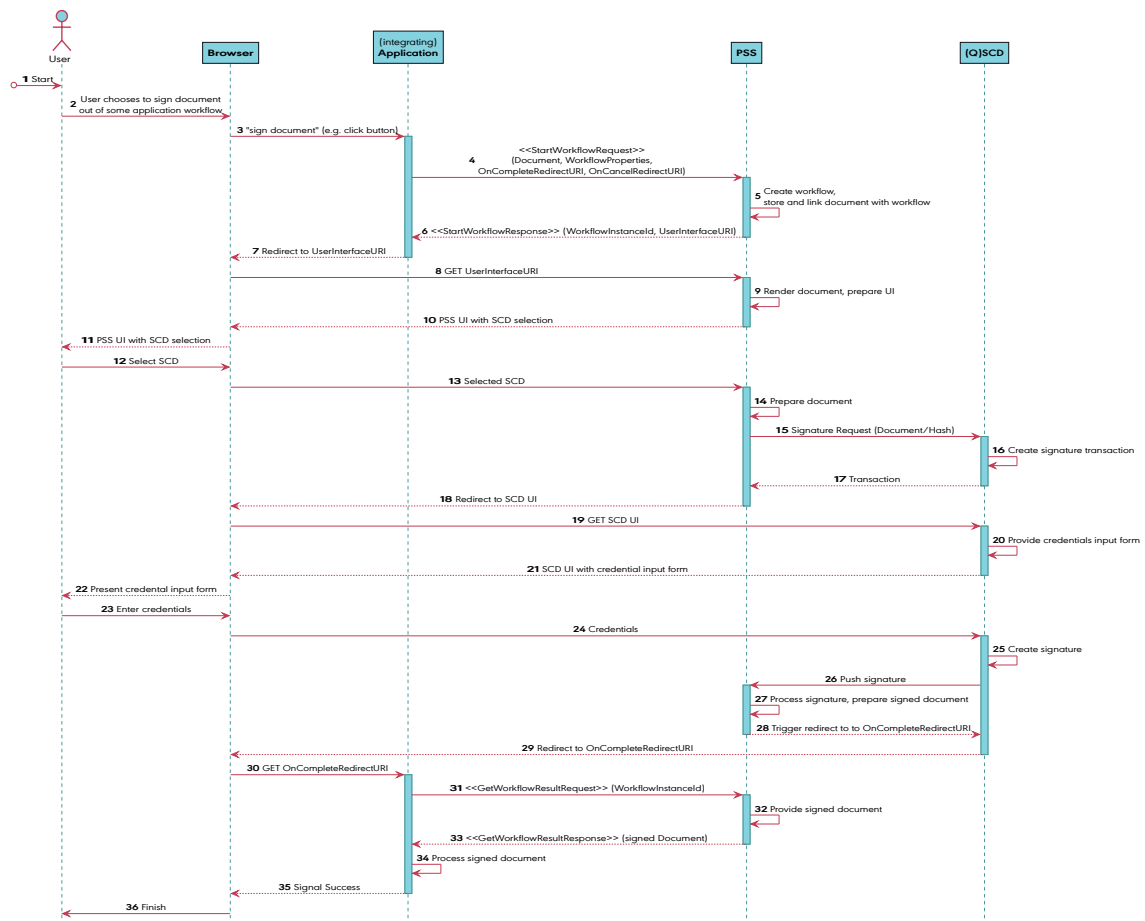 User
Browser
(integrating)
Application
PSS
(Q)SCD
1 Start
2 User chooses to sign document
out of some application workflow
3 "sign document" (e.g. click button)
<<StartWorkflowRequest>>
4 (Document, WorkflowProperties,
OnCompleteRedirectURI, OnCancelRedirectURI)
5 Create workflow,
store and link document with workflow
6 <<StartWorkflowResponse>> (WorkflowInstanceId, UserInterfaceURI)
7 Redirect to UserInterfaceURI
8 GET UserInterfaceURI
9 Render document, prepare UI
10 PSS UI with SCD selection
11 PSS UI with SCD selection
12 Select SCD
13 Selected SCD
14 Prepare document
15 Signature Request (Document/Hash)
16 Create signature transaction
17 Transaction
18 Redirect to SCD UI
19 GET SCD UI
20 Provide credentials input form
21 SCD UI with credential input form
22 Present credental input form
23 Enter credentials
24 Credentials
25 Create signature
26 Push signature
27 Process signature, prepare signed document
28 Trigger redirect to to OnCompleteRedirectURI
29 Redirect to OnCompleteRedirectURI
30 GET OnCompleteRedirectURI
31 <<GetWorkflowResultRequest>> (WorkflowInstanceId)
32 Provide signed document
33 <<GetWorkflowResultResponse>> (signed Document)
34 Process signed document
35 Signal Success
36 Finish